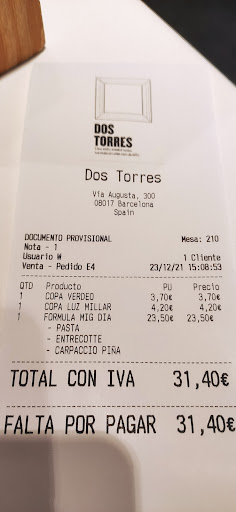 DOS
TORRES
Dos Torres
Vía Augusta, 300
08017 Barcelona
Spain
DOCUMENTO PROVISIONAL Mesa: 210
Nota - 1
Usuario W 1 Cliente
Venta - Pedido E4 23/12/21 15:08:53
QTD Producto PU Precio
1 COPA VERDEO 3,70€ 3,70€
1 COPA LUZ MILLAR 4,20€ 4,20€
1 FORMULA MIG DIA 23,50€ 23,50€
- PASTA
- ENTRECOTTE
- CARPACCIO PIÑA
TOTAL CON IVA 31,40€
FALTA POR PAGAR 31,40€